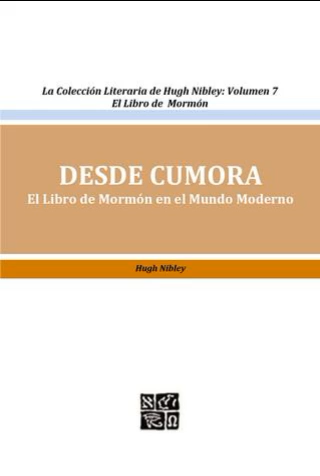 La Colección Literaria de Hugh Nibley: Volumen 7
El Libro de Mormón
DESDE CUMORA
El Libro de Mormón en el Mundo Moderno
Hugh Nibley